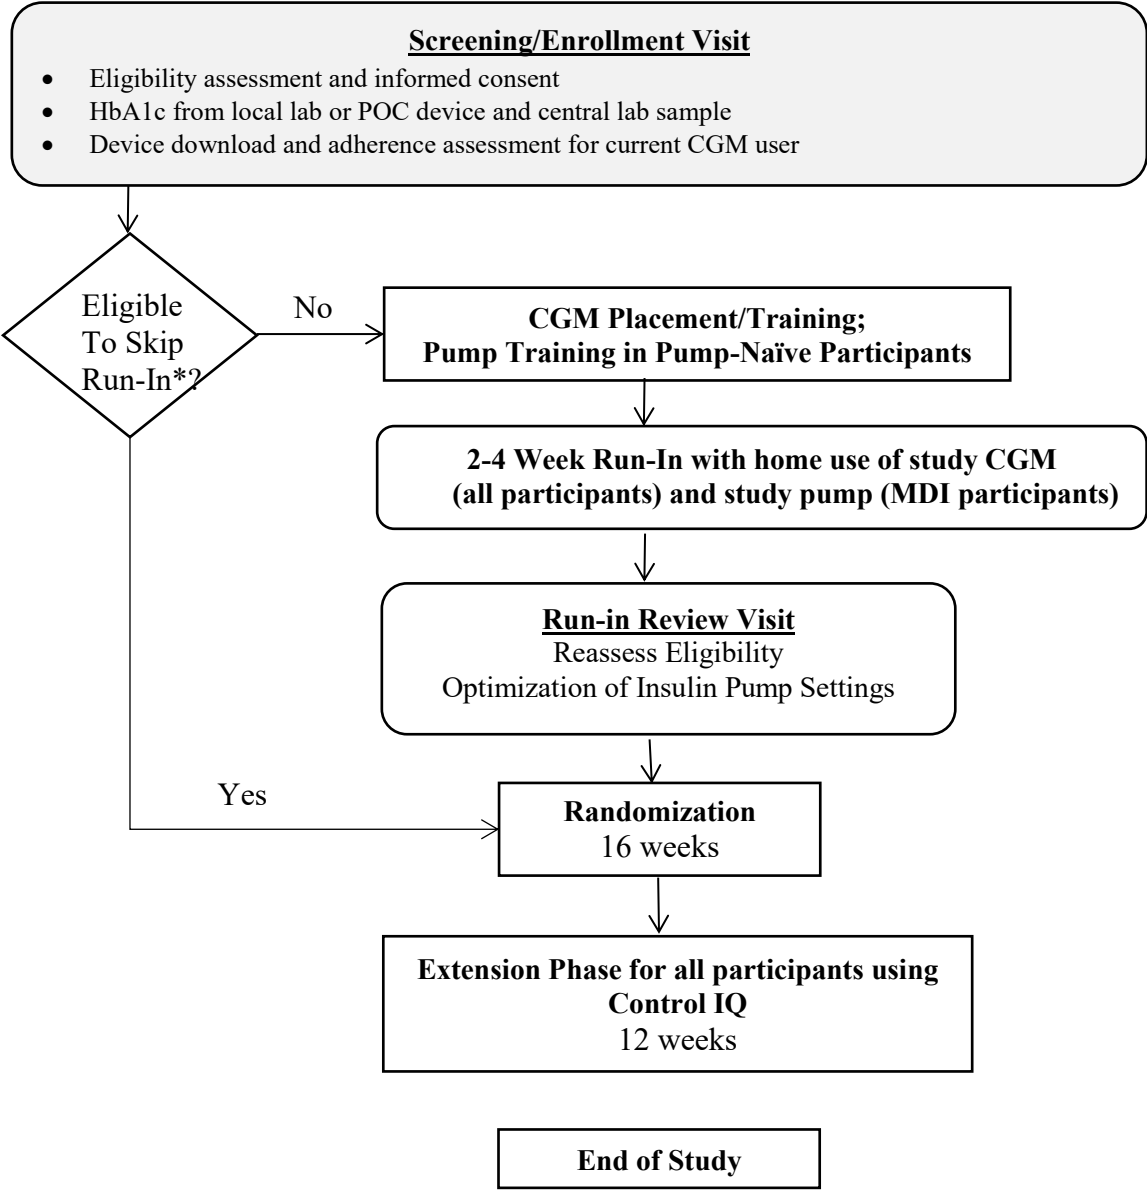 Screening/Enrollment Visit
• Eligibility assessment and informed consent
• HbA1c from local lab or POC device and central lab sample
• Device download and adherence assessment for current CGM user
Eligible
To Skip
Run-In*?
No
CGM Placement/Training;
Pump Training in Pump-Naïve Participants
2-4 Week Run-In with home use of study CGM
(all participants) and study pump (MDI participants)
Run-in Review Visit
Reassess Eligibility
Optimization of Insulin Pump Settings
Yes
Randomization
16 weeks
Extension Phase for all participants using
Control IQ
12 weeks
End of Study